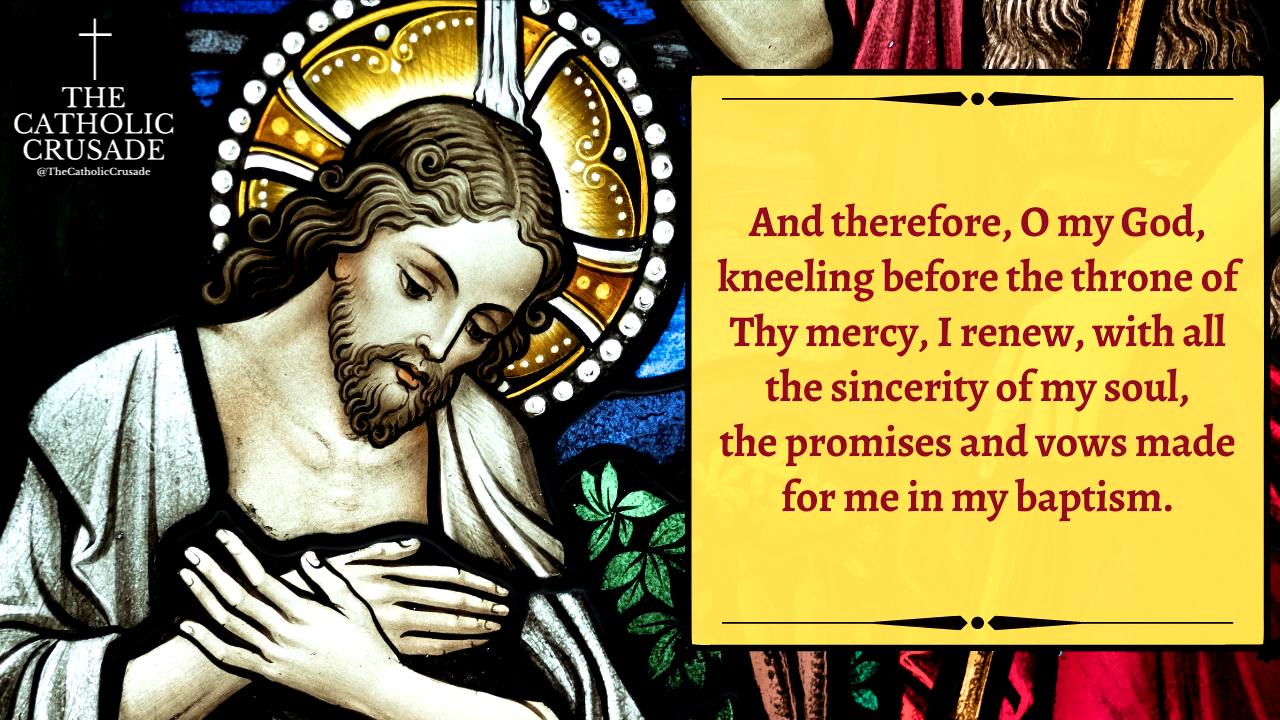 THE
CATHOLIC
CRUSADE
@TheCatholicCrusade
And therefore, O my God,
kneeling before the throne of
Thy mercy, I renew, with all
the sincerity of my soul,
the promises and vows made
for me in my baptism.